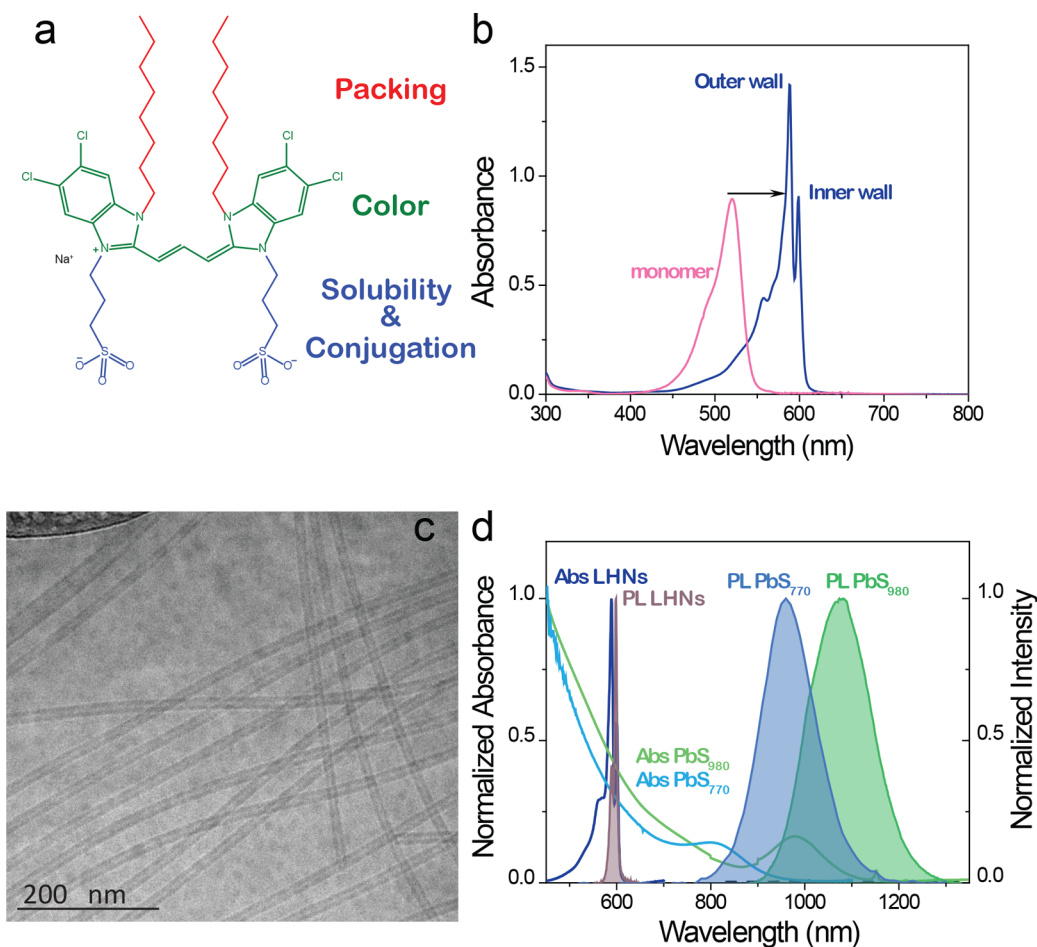 a
Packing
Cl
Cl
Cl
Cl
Color
N
N
N
+
N
Na⁺
Solubility
&
Conjugation
O⁻
S
O
O
O
S
O⁻
O
b
Absorbance
1.5
1.0
0.5
0.0
Outer wall
Inner wall
monomer
300
400
500
600
700
800
Wavelength (nm)
c
200 nm
d
Normalized Absorbance
1.0
0.5
0.0
Abs LHNs
PL LHNs
PL PbS₇₇₀
PL PbS₉₈₀
Abs PbS₉₈₀
Abs PbS₇₇₀
1.0
0.5
0.0
Normalized Intensity
600
800
1000
1200
Wavelength (nm)